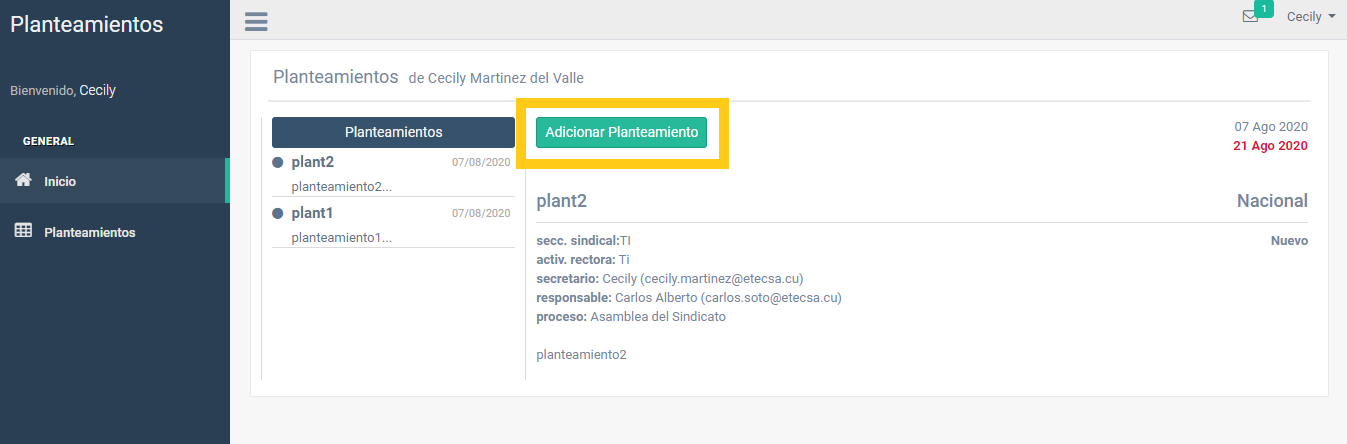 Planteamientos
1
Cecily
Bienvenido, Cecily
GENERAL
Inicio
Planteamientos
Planteamientos de Cecily Martinez del Valle
Planteamientos
plant2 07/08/2020
planteamiento2...
plant1 07/08/2020
planteamiento1...
Adicionar Planteamiento
07 Ago 2020
21 Ago 2020
plant2 Nacional
secc. sindical:TI Nuevo
activ. rectora: Ti
secretario: Cecily (cecily.martinez@etecsa.cu)
responsable: Carlos Alberto (carlos.soto@etecsa.cu)
proceso: Asamblea del Sindicato
planteamiento2